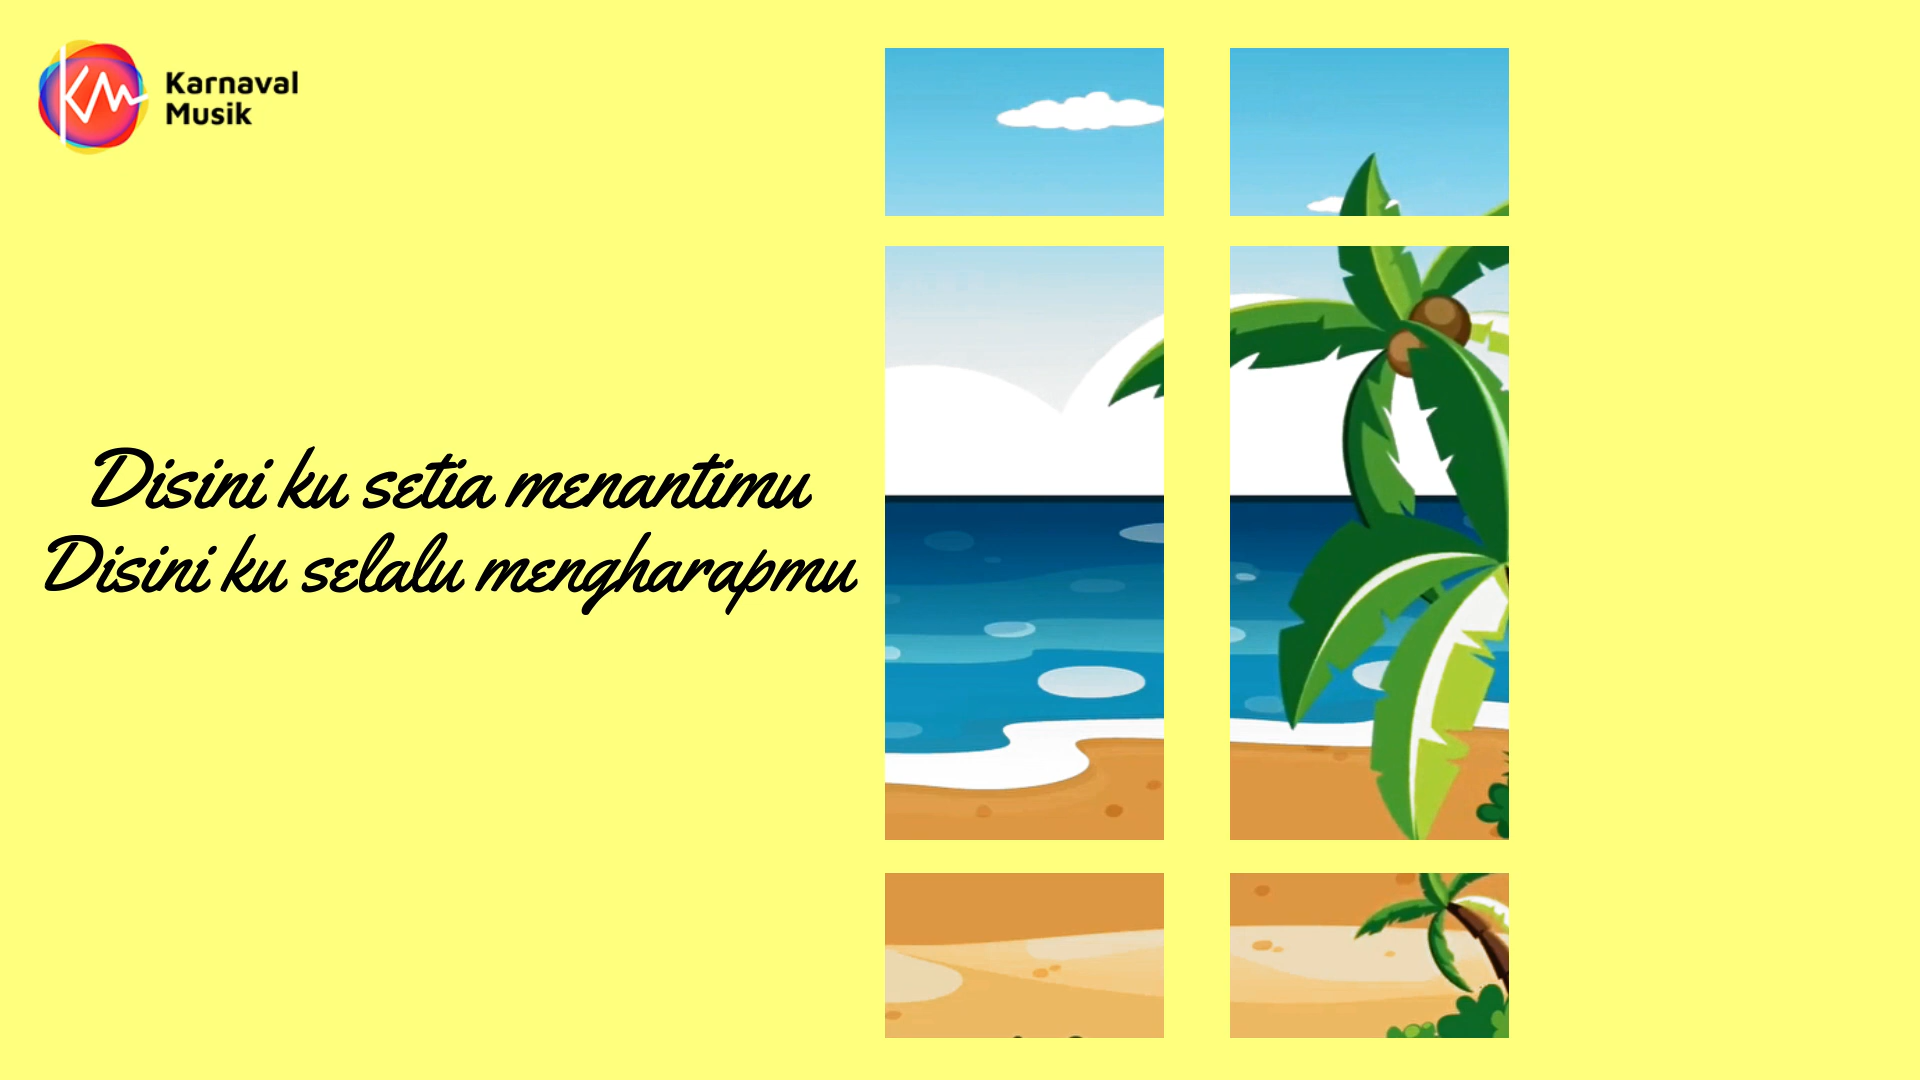 Karnaval
Musik
Disini ku setia menantimu
Disini ku selalu mengharapmu